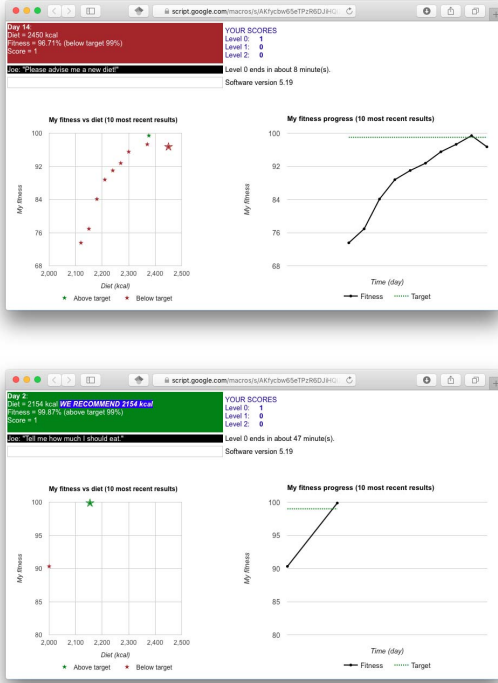 script.google.com/macros/s/AKfycbw65eTPzR6DJiHQ
Day 14:
Diet = 2450 kcal
Fitness = 96.71% (below target 99%)
Score = 1
Joe: "Please advise me a new diet!"
YOUR SCORES
Level 0: 1
Level 1: 0
Level 2: 0
Level 0 ends in about 8 minute(s).
Software version 5.19
My fitness vs diet (10 most recent results)
My fitness
100
92
84
76
68
2,000 2,100 2,200 2,300 2,400 2,500
Diet (kcal)
Above target Below target
My fitness progress (10 most recent results)
My fitness
100
92
84
76
68
Time (day)
Fitness Target
script.google.com/macros/s/AKfycbw65eTPzR6DJiHQ
Day 2:
Diet = 2154 kcal WE RECOMMEND 2154 kcal
Fitness = 99.87% (above target 99%)
Score = 1
Joe: "Tell me how much I should eat."
YOUR SCORES
Level 0: 1
Level 1: 0
Level 2: 0
Level 0 ends in about 47 minute(s).
Software version 5.19
My fitness vs diet (10 most recent results)
My fitness
100
95
90
85
80
2,000 2,100 2,200 2,300 2,400 2,500
Diet (kcal)
Above target Below target
My fitness progress (10 most recent results)
My fitness
100
95
90
85
80
Time (day)
Fitness Target